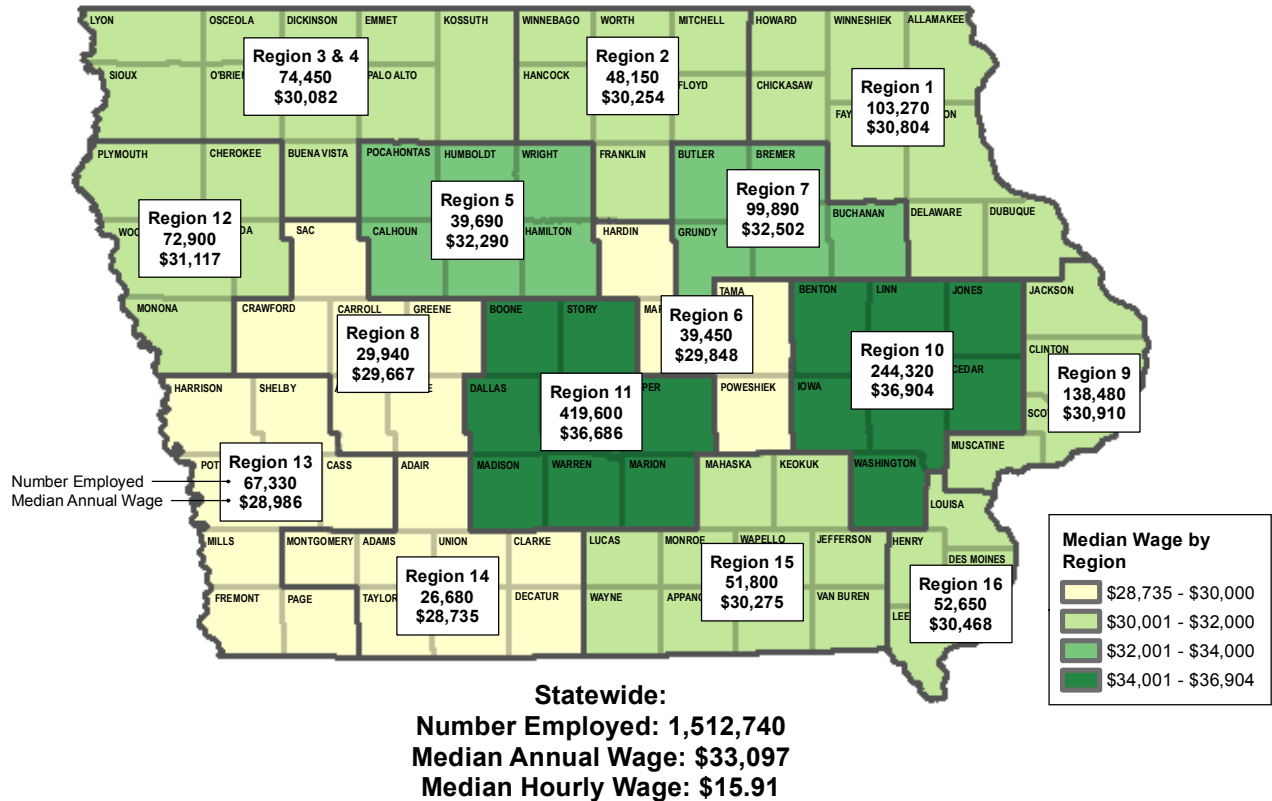 LYON
OSCEOLA
DICKINSON
EMMET
KOSSUTH
WINNEBAGO
WORTH
MITCHELL
HOWARD
WINNESHIEK
ALLAMAKEE
SIOUX
O'BRIE
Region 3 & 4
74,450
$30,082
PALO ALTO
HANCOCK
Region 2
48,150
$30,254
FLOYD
CHICKASAW
FAY
Region 1
103,270
$30,804
ON
PLYMOUTH
CHEROKEE
BUENA VISTA
POCAHONTAS
HUMBOLDT
WRIGHT
FRANKLIN
BUTLER
BREMER
WOO
Region 12
72,900
$31,117
DA
SAC
CALHOUN
Region 5
39,690
$32,290
HAMILTON
HARDIN
GRUNDY
Region 7
99,890
$32,502
BUCHANAN
DELAWARE
DUBUQUE
MONONA
CRAWFORD
CARROLL
GREENE
BOONE
STORY
MAR
TAMA
BENTON
LINN
JONES
JACKSON
Region 8
29,940
$29,667
Region 6
39,450
$29,848
Region 10
244,320
$36,904
CLINTON
CEDAR
Region 9
138,480
$30,910
SCO
HARRISON
SHELBY
A
E
DALLAS
Region 11
419,600
$36,686
PER
POWESHIEK
IOWA
MUSCATINE
POT
Region 13
67,330
$28,986
CASS
ADAIR
MADISON
WARREN
MARION
MAHASKA
KEOKUK
WASHINGTON
LOUISA
Number Employed
Median Annual Wage
MILLS
MONTGOMERY
ADAMS
UNION
CLARKE
LUCAS
MONROE
WAPELLO
JEFFERSON
HENRY
DES MOINES
FREMONT
PAGE
TAYLOR
Region 14
26,680
$28,735
DECATUR
WAYNE
APPANO
Region 15
51,800
$30,275
VAN BUREN
LEE
Region 16
52,650
$30,468
Median Wage by
Region
$28,735 - $30,000
$30,001 - $32,000
$32,001 - $34,000
$34,001 - $36,904
Statewide:
Number Employed: 1,512,740
Median Annual Wage: $33,097
Median Hourly Wage: $15.91